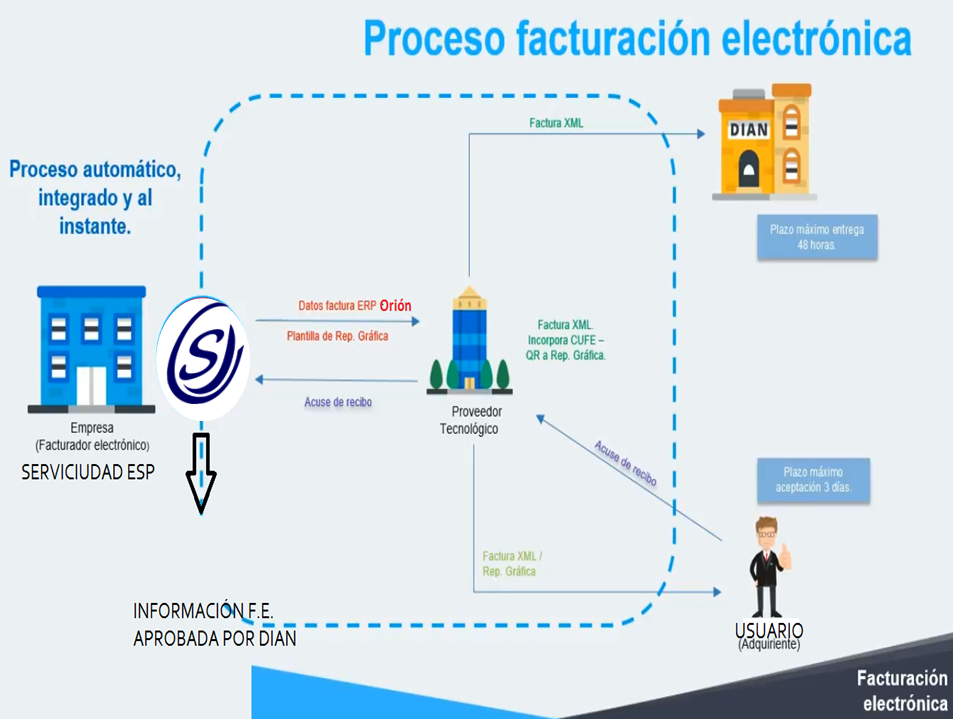 Proceso facturación electrónica
Factura XML
DIAN
Proceso automático,
integrado y al
instante.
Plazo máximo entrega
48 horas.
Datos factura ERP Orión
Plantilla de Rep. Gráfica
Factura XML.
Incorpora CUFE –
QR a Rep. Gráfica.
Acuse de recibo
Proveedor
Tecnológico
Empresa
(Facturador electrónico)
SERVICIUDAD ESP
Acuse de recibo
Plazo máximo
aceptación 3 días.
Factura XML /
Rep. Gráfica
INFORMACIÓN F.E.
APROBADA POR DIAN
USUARIO
(Adquiriente)
Facturación
electrónica